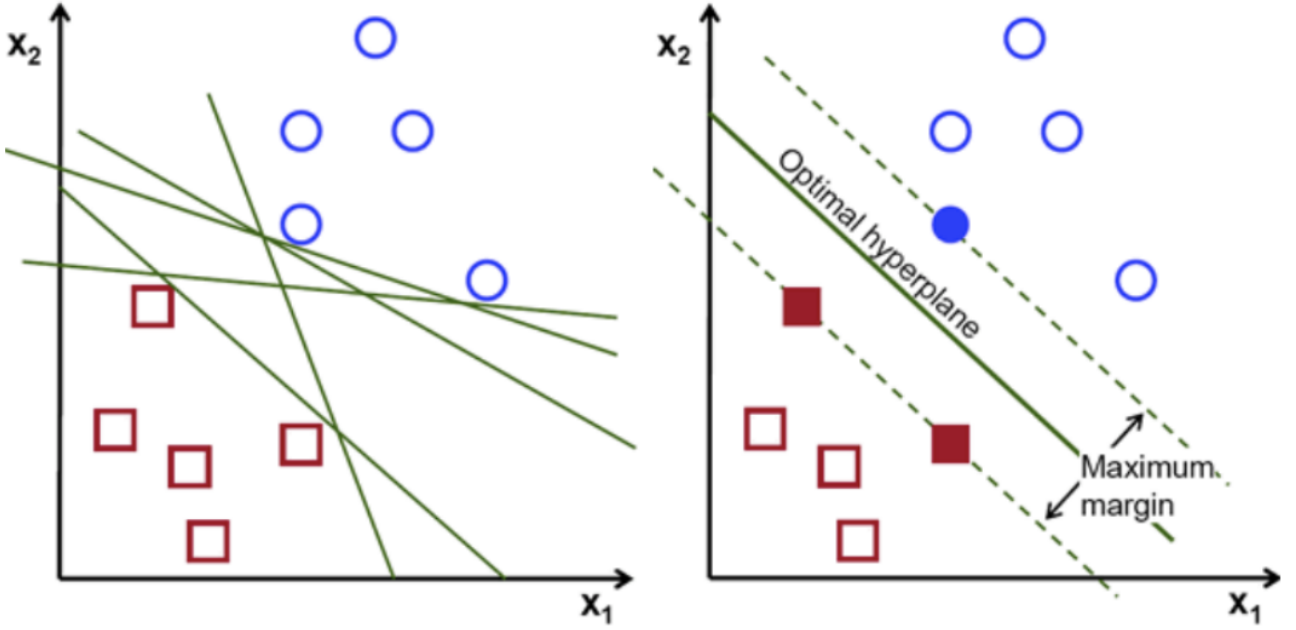 x₂
x₁
x₂
Optimal hyperplane
Maximum
margin
x₁